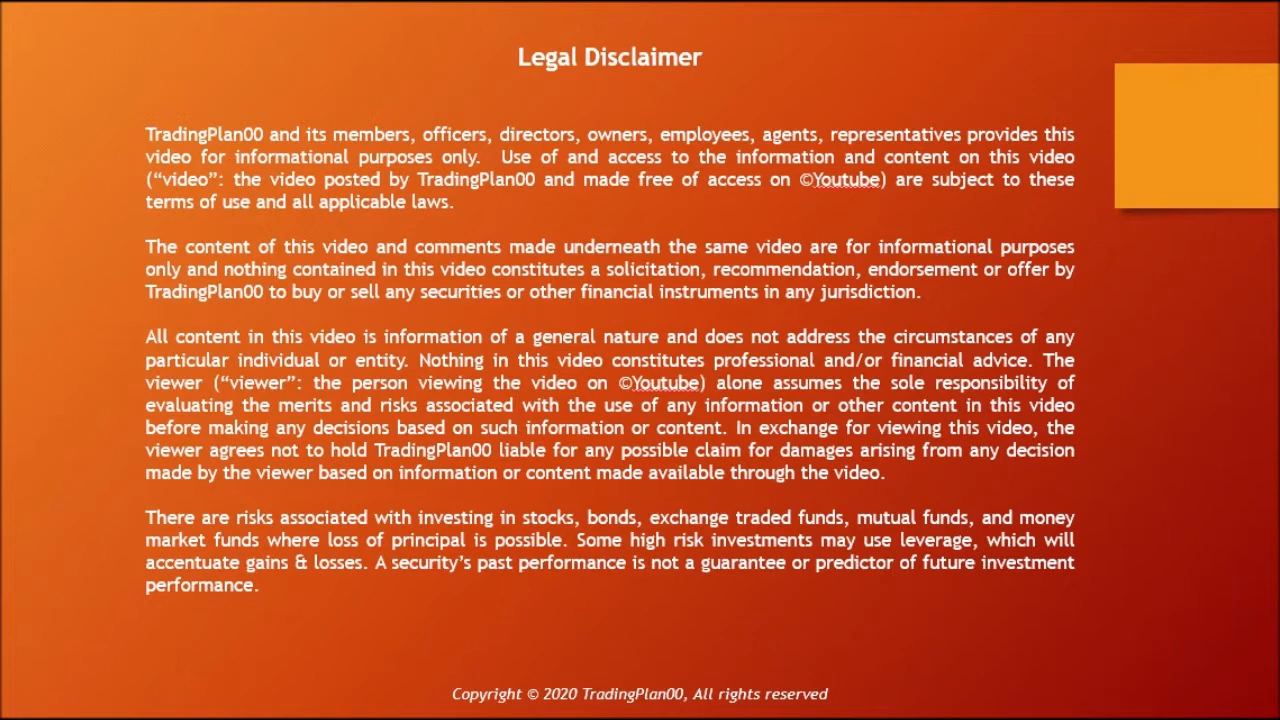 Legal Disclaimer
TradingPlan00 and its members, officers, directors, owners, employees, agents, representatives provides this
video for informational purposes only.  Use of and access to the information and content on this video
(“video”: the video posted by TradingPlan00 and made free of access on ©Youtube) are subject to these
terms of use and all applicable laws.
The content of this video and comments made underneath the same video are for informational purposes
only and nothing contained in this video constitutes a solicitation, recommendation, endorsement or offer by
TradingPlan00 to buy or sell any securities or other financial instruments in any jurisdiction.
All content in this video is information of a general nature and does not address the circumstances of any
particular individual or entity. Nothing in this video constitutes professional and/or financial advice. The
viewer (“viewer”: the person viewing the video on ©Youtube) alone assumes the sole responsibility of
evaluating the merits and risks associated with the use of any information or other content in this video
before making any decisions based on such information or content. In exchange for viewing this video, the
viewer agrees not to hold TradingPlan00 liable for any possible claim for damages arising from any decision
made by the viewer based on information or content made available through the video.
There are risks associated with investing in stocks, bonds, exchange traded funds, mutual funds, and money
market funds where loss of principal is possible. Some high risk investments may use leverage, which will
accentuate gains & losses. A security’s past performance is not a guarantee or predictor of future investment
performance.
Copyright © 2020 TradingPlan00, All rights reserved